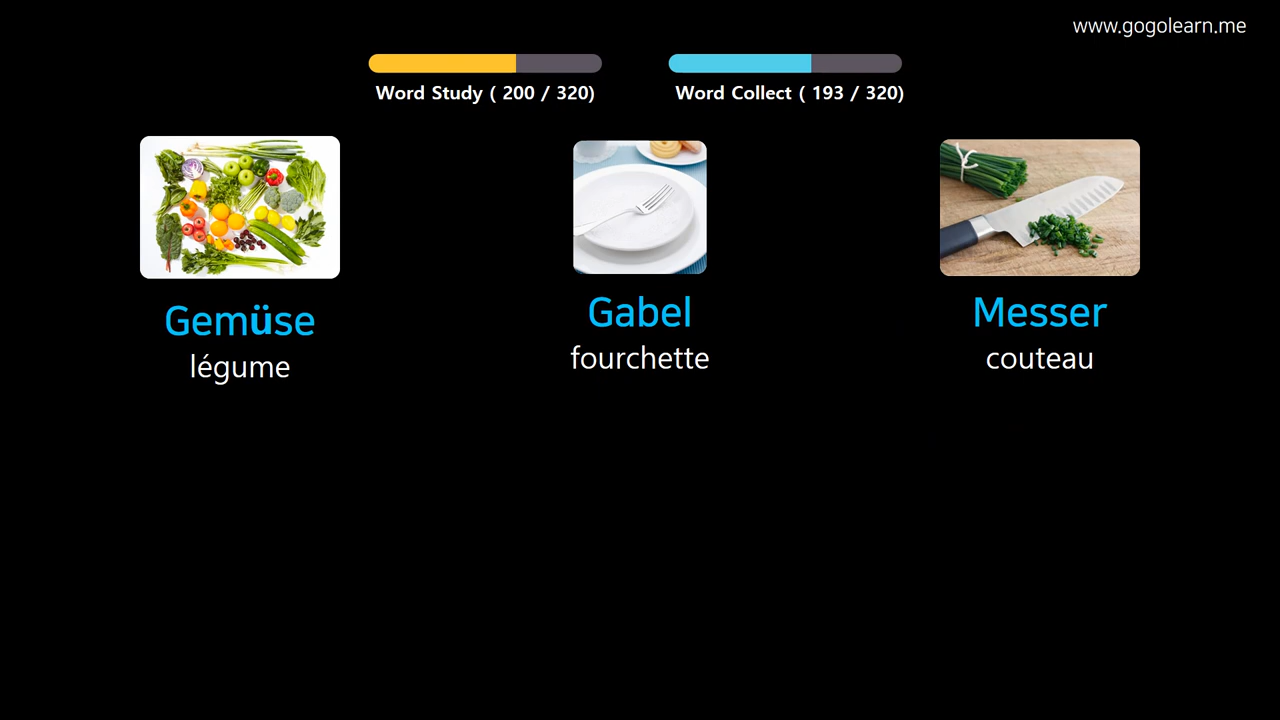 www.gogolearn.me
Word Study ( 200 / 320)
Word Collect ( 193 / 320)
Gemüse
légume
Gabel
fourchette
Messer
couteau